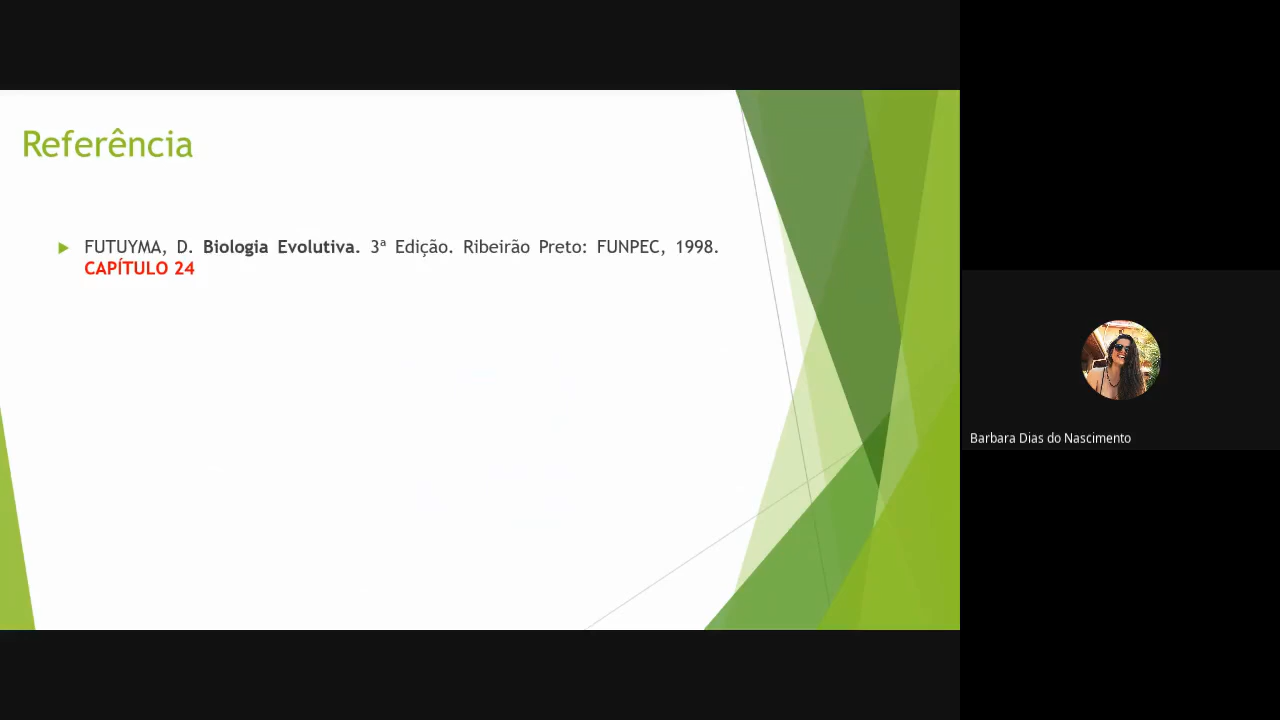 Referência
FUTUYMA, D. Biologia Evolutiva. 3ª Edição. Ribeirão Preto: FUNPEC, 1998.
CAPÍTULO 24
Barbara Dias do Nascimento